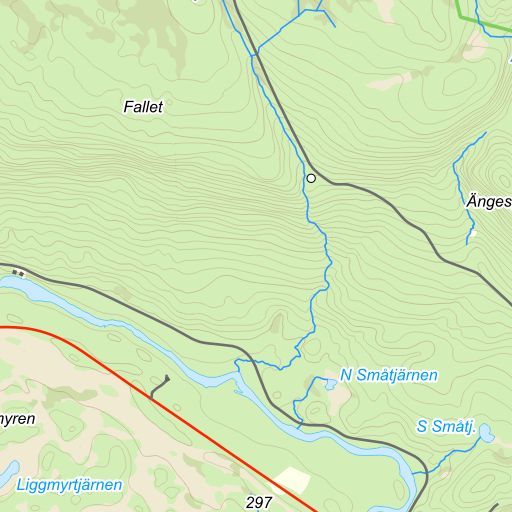 Fallet
Änges
N Småtjärnen
S Småtj.
myren
Liggmyrtjärnen
297